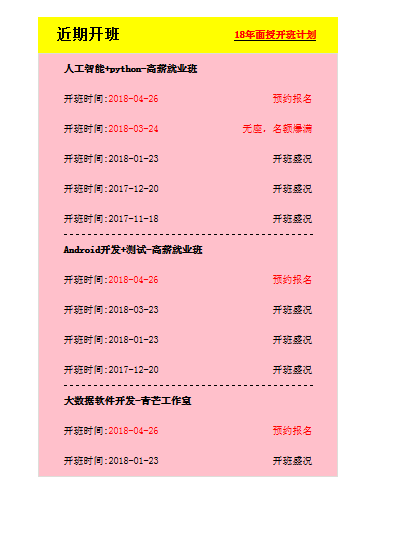 近期开班 18年面授开班计划
人工智能+python-高薪就业班
开班时间:2018-04-26 预约报名
开班时间:2018-03-24 无座，名额爆满
开班时间:2018-01-23 开班盛况
开班时间:2017-12-20 开班盛况
开班时间:2017-11-18 开班盛况
Android开发+测试-高薪就业班
开班时间:2018-04-26 预约报名
开班时间:2018-03-23 开班盛况
开班时间:2018-01-23 开班盛况
开班时间:2017-12-20 开班盛况
大数据软件开发-青芒工作室
开班时间:2018-04-26 预约报名
开班时间:2018-01-23 开班盛况